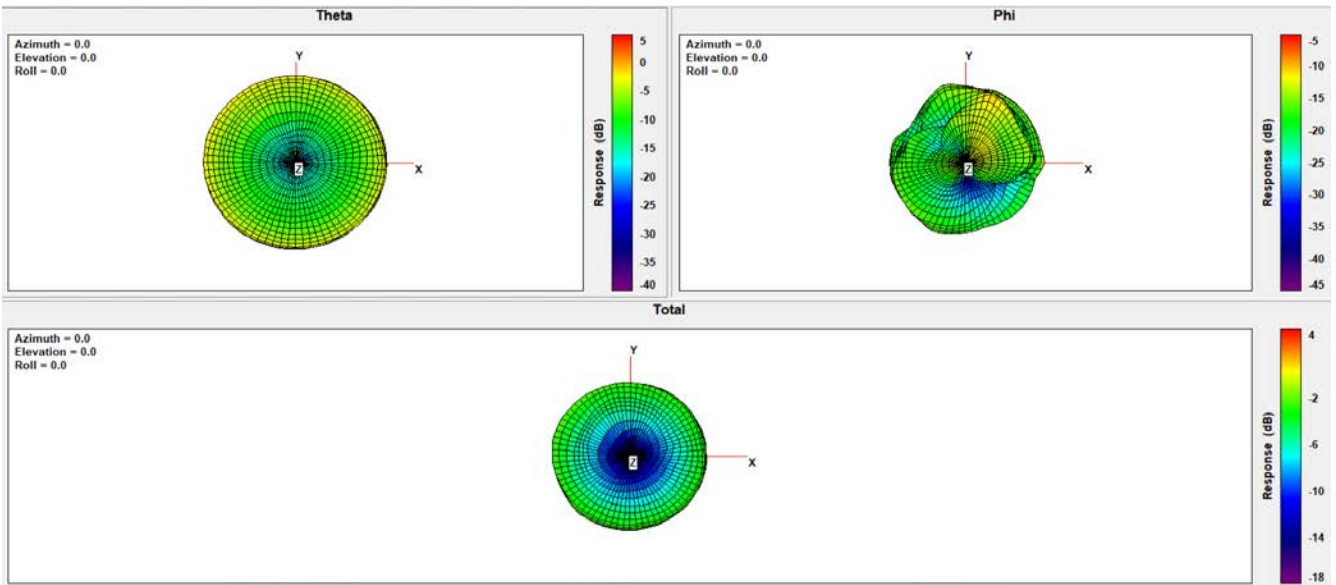 Theta
Azimuth = 0.0
Elevation = 0.0
Roll = 0.0
Y
X
Z
5
0
-5
-10
-15
-20
-25
-30
-35
-40
Response (dB)
Phi
Azimuth = 0.0
Elevation = 0.0
Roll = 0.0
Y
X
Z
-5
-10
-15
-20
-25
-30
-35
-40
-45
Response (dB)
Total
Azimuth = 0.0
Elevation = 0.0
Roll = 0.0
Y
X
Z
4
-2
-6
-10
-14
-18
Response (dB)